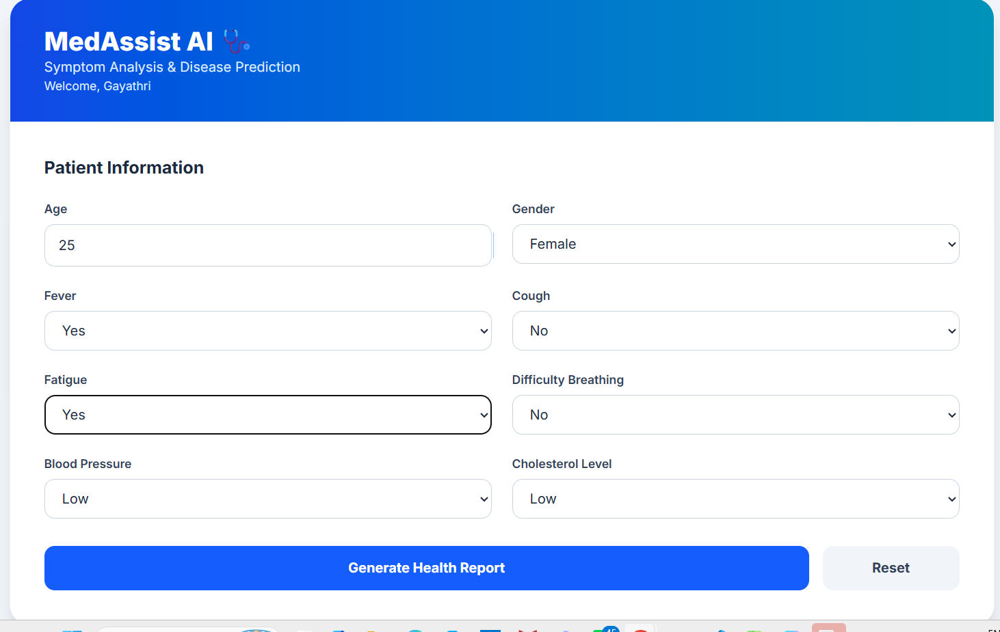 MedAssist AI
Symptom Analysis & Disease Prediction
Welcome, Gayathri
Patient Information
Age
Gender
25
Female
Fever
Cough
Yes
No
Fatigue
Difficulty Breathing
Yes
No
Blood Pressure
Cholesterol Level
Low
Low
Generate Health Report
Reset